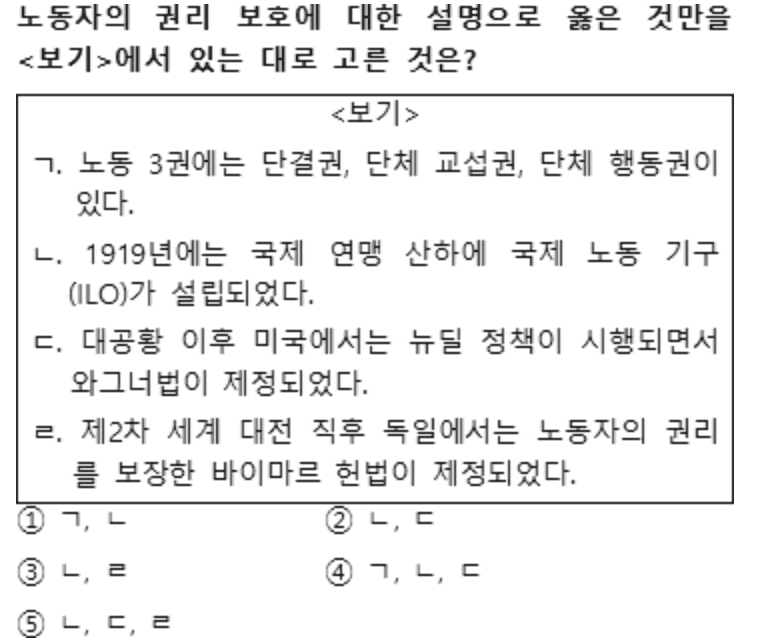 노동자의 권리 보호에 대한 설명으로 옳은 것만을
<보기>에서 있는 대로 고른 것은?
<보기>
ㄱ. 노동 3권에는 단결권, 단체 교섭권, 단체 행동권이
있다.
ㄴ. 1919년에는 국제 연맹 산하에 국제 노동 기구
(ILO)가 설립되었다.
ㄷ. 대공황 이후 미국에서는 뉴딜 정책이 시행되면서
와그너법이 제정되었다.
ㄹ. 제2차 세계 대전 직후 독일에서는 노동자의 권리
를 보장한 바이마르 헌법이 제정되었다.
① ㄱ, ㄴ ② ㄴ, ㄷ
③ ㄴ, ㄹ ④ ㄱ, ㄴ, ㄷ
⑤ ㄴ, ㄷ, ㄹ